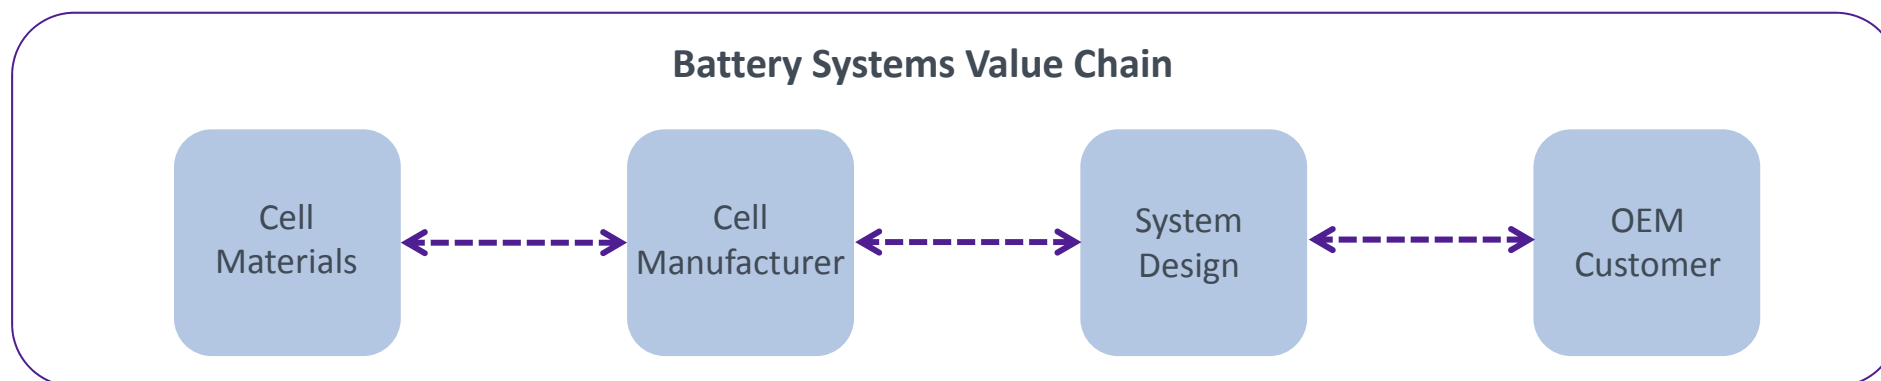 Battery Systems Value Chain
Cell
Materials
Cell
Manufacturer
System
Design
OEM
Customer